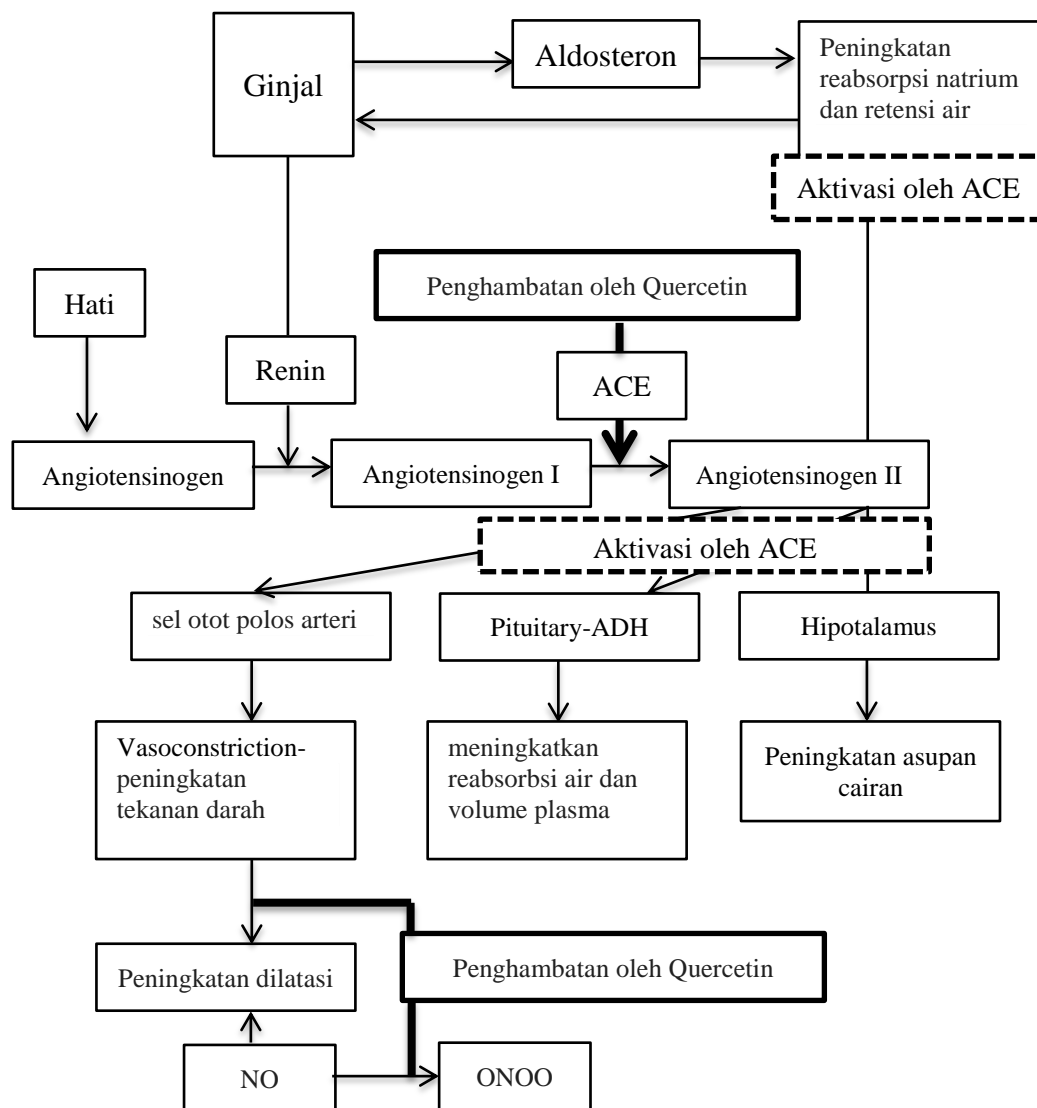 Ginjal
Aldosteron
Peningkatan
reabsorpsi natrium
dan retensi air
Aktivasi oleh ACE
Hati
Penghambatan oleh Quercetin
Renin
ACE
Angiotensinogen
Angiotensinogen I
Angiotensinogen II
Aktivasi oleh ACE
sel otot polos arteri
Pituitary-ADH
Hipotalamus
Vasoconstriction-
peningkatan
tekanan darah
meningkatkan
reabsorbsi air dan
volume plasma
Peningkatan asupan
cairan
Peningkatan dilatasi
Penghambatan oleh Quercetin
NO
ONOO